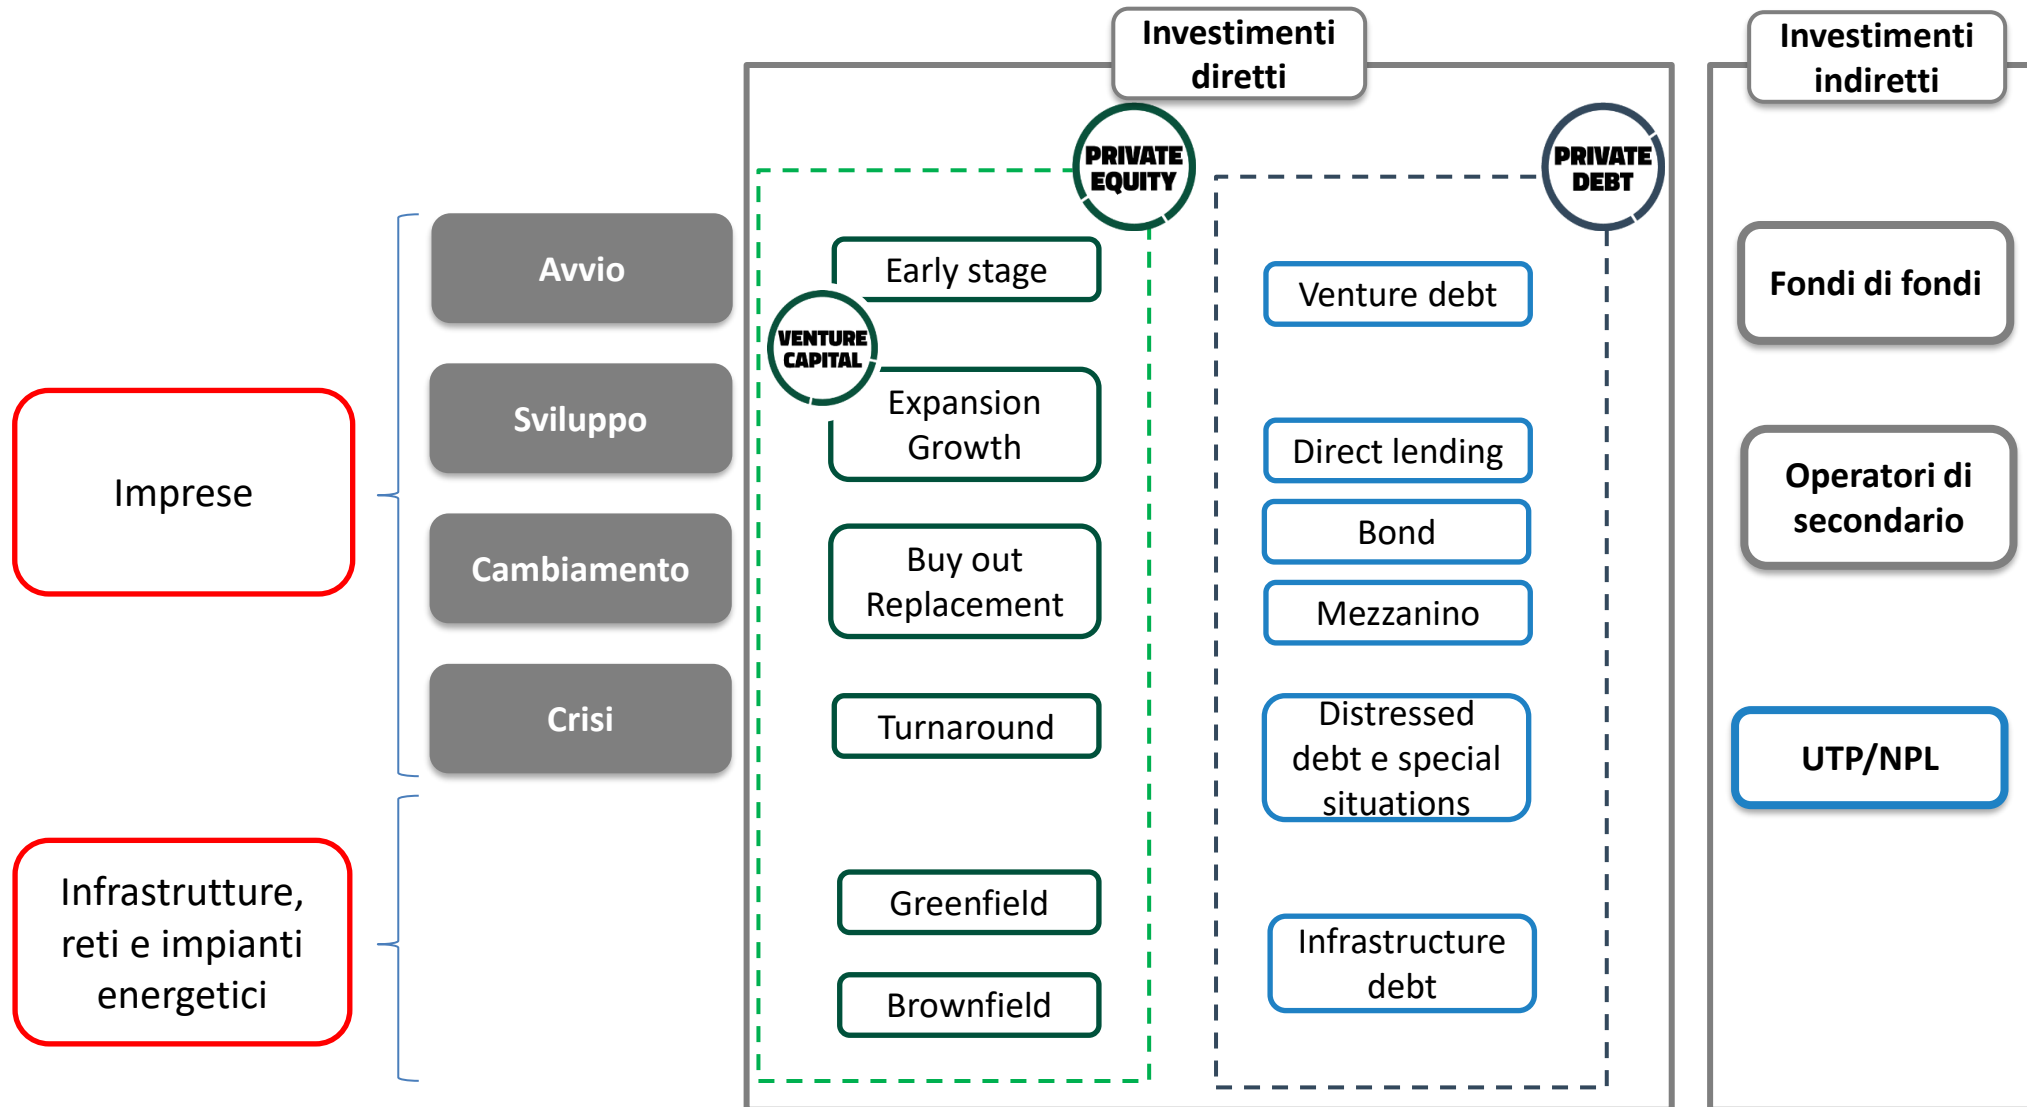 Investimenti
diretti
Investimenti
indiretti
PRIVATE
EQUITY
PRIVATE
DEBT
Imprese
Avvio
Sviluppo
Cambiamento
Crisi
Infrastrutture,
reti e impianti
energetici
Early stage
VENTURE
CAPITAL
Expansion
Growth
Buy out
Replacement
Turnaround
Greenfield
Brownfield
Venture debt
Direct lending
Bond
Mezzanino
Distressed
debt e special
situations
Infrastructure
debt
Fondi di fondi
Operatori di
secondario
UTP/NPL